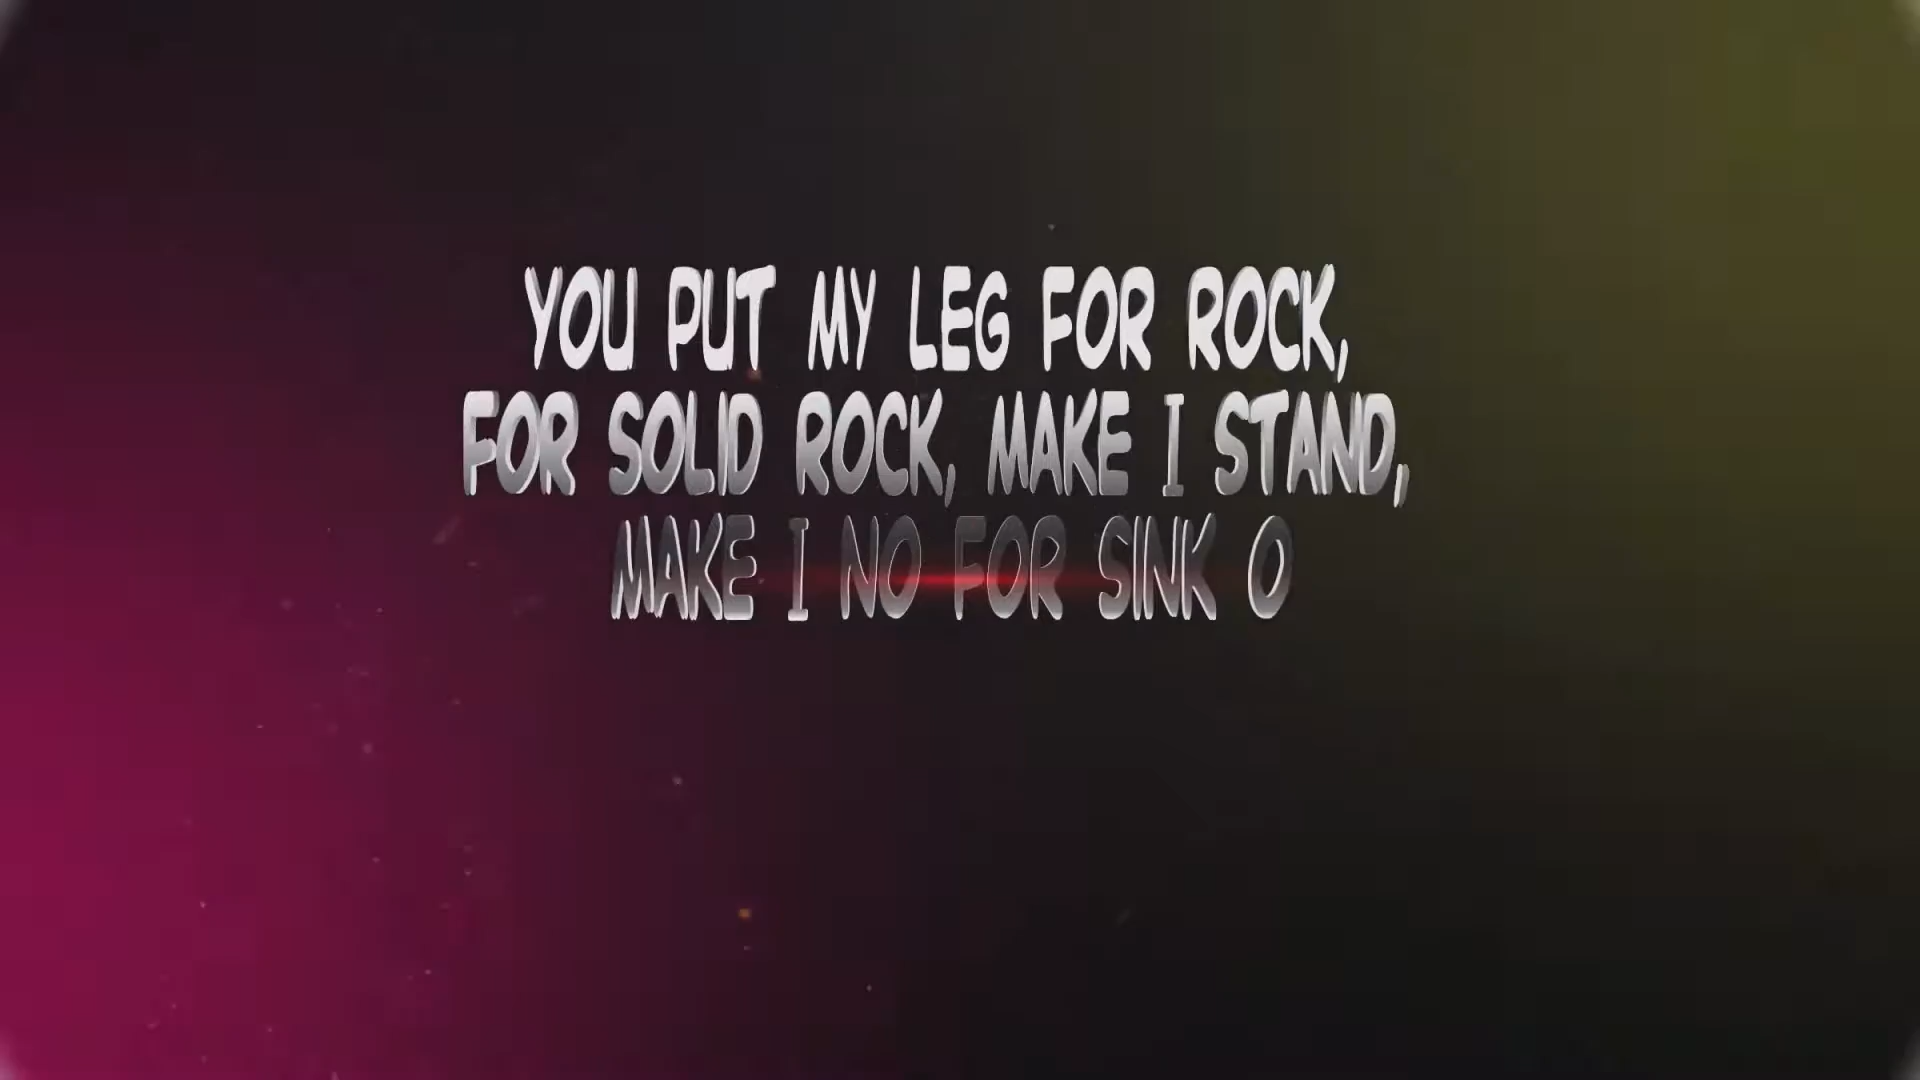 YOU PUT MY LEG FOR ROCK,
FOR SOLID ROCK, MAKE I STAND,
MAKE I NO FOR SINK O